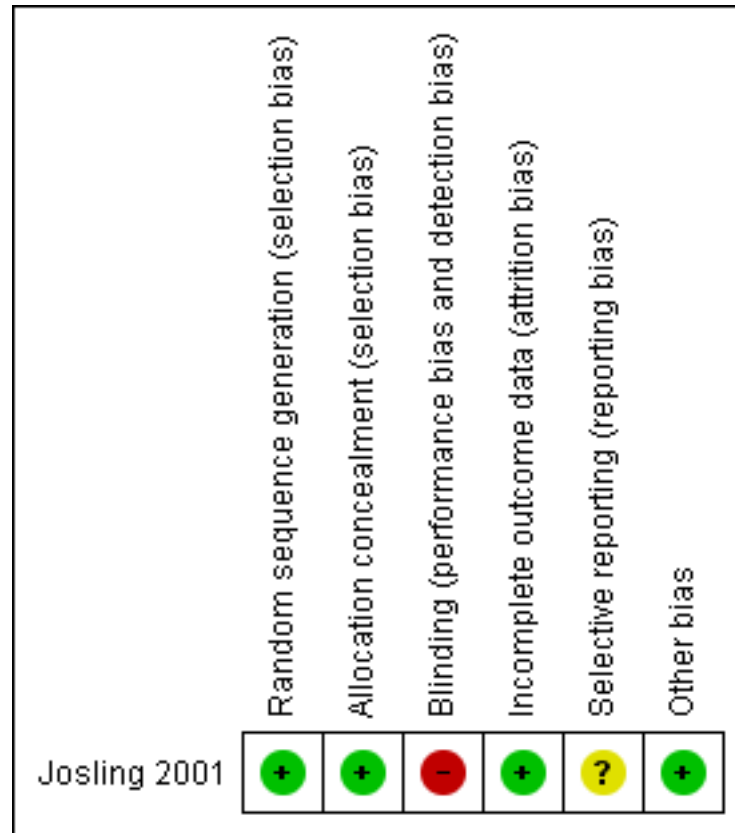 Random sequence generation (selection bias)
Allocation concealment (selection bias)
Blinding (performance bias and detection bias)
Incomplete outcome data (attrition bias)
Selective reporting (reporting bias)
Other bias
Josling 2001 + + - + ? +